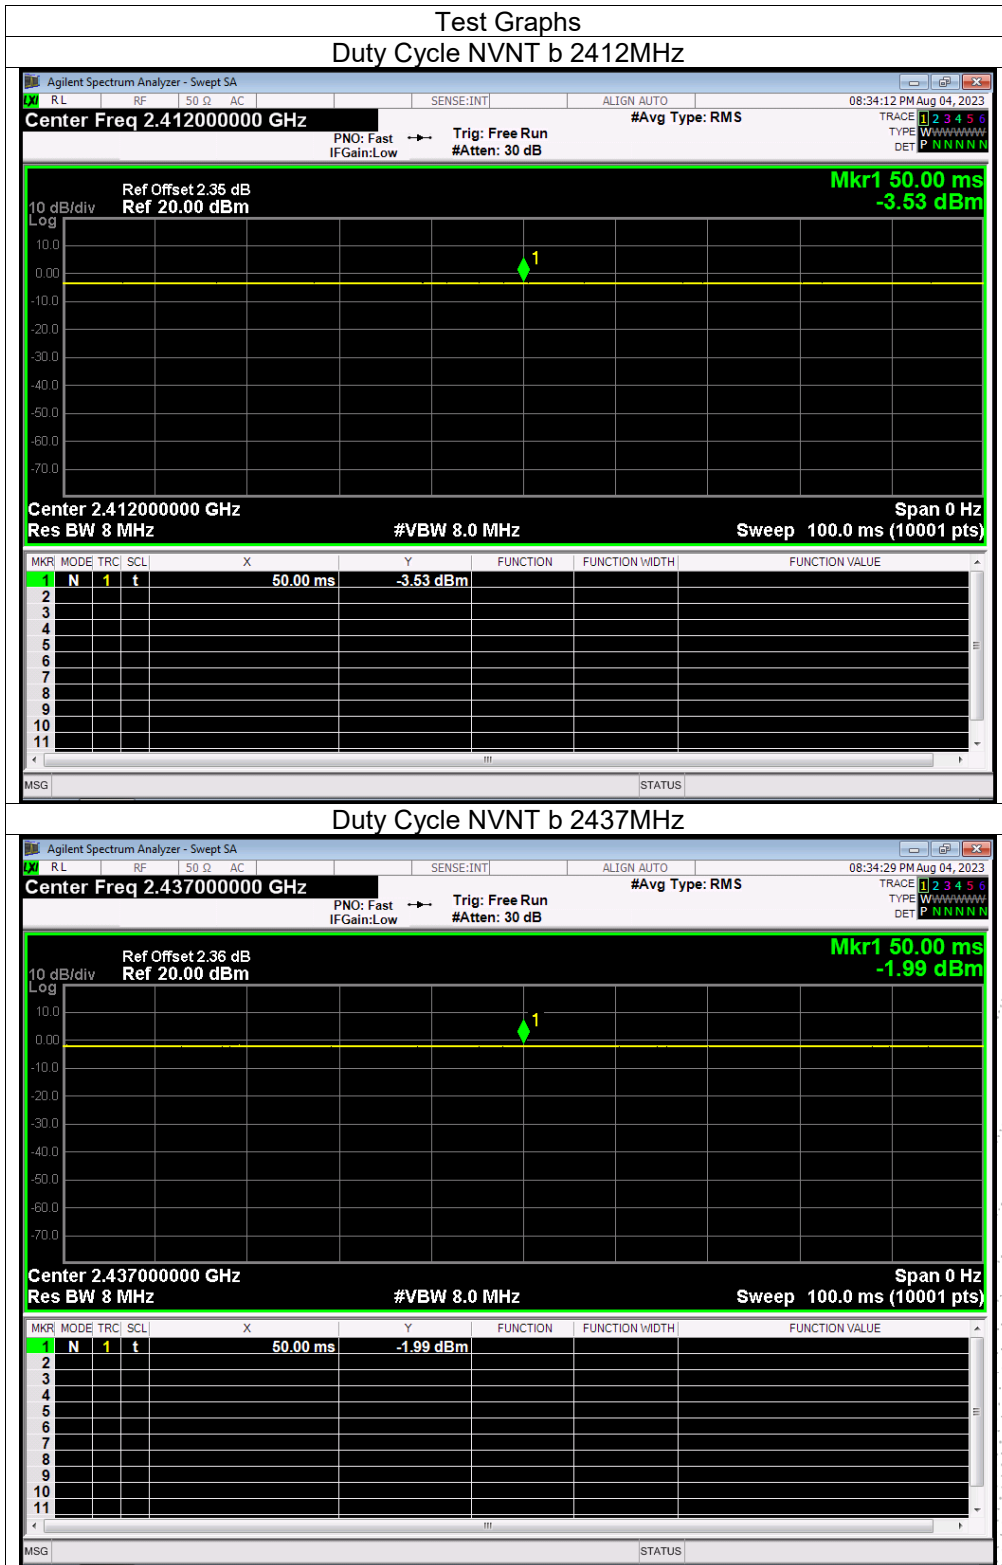 Test Graphs
Duty Cycle NVNT b 2412MHz
Agilent Spectrum Analyzer - Swept SA
LXI RL RF 50 Ω AC SENSE:INT ALIGN AUTO 08:34:12 PM Aug 04, 2023
Center Freq 2.412000000 GHz #Avg Type: RMS TRACE 1 2 3 4 5 6
PNO: Fast Trig: Free Run TYPE WWWWWW
IFGain:Low #Atten: 30 dB DET P N N N N N
Mkr1 50.00 ms
Ref Offset 2.35 dB
10 dB/div Ref 20.00 dBm -3.53 dBm
Log
10.0
1
0.00
-10.0
-20.0
-30.0
-40.0
-50.0
-60.0
-70.0
Center 2.412000000 GHz Span 0 Hz
Res BW 8 MHz #VBW 8.0 MHz Sweep 100.0 ms (10001 pts)
MKR MODE TRC SCL X Y FUNCTION FUNCTION WIDTH FUNCTION VALUE
1 N 1 t 50.00 ms -3.53 dBm
2
3
4
5
6
7
8
9
10
11
MSG STATUS
Duty Cycle NVNT b 2437MHz
Agilent Spectrum Analyzer - Swept SA
LXI RL RF 50 Ω AC SENSE:INT ALIGN AUTO 08:34:29 PM Aug 04, 2023
Center Freq 2.437000000 GHz #Avg Type: RMS TRACE 1 2 3 4 5 6
PNO: Fast Trig: Free Run TYPE WWWWWW
IFGain:Low #Atten: 30 dB DET P N N N N N
Mkr1 50.00 ms
Ref Offset 2.36 dB
10 dB/div Ref 20.00 dBm -1.99 dBm
Log
10.0
1
0.00
-10.0
-20.0
-30.0
-40.0
-50.0
-60.0
-70.0
Center 2.437000000 GHz Span 0 Hz
Res BW 8 MHz #VBW 8.0 MHz Sweep 100.0 ms (10001 pts)
MKR MODE TRC SCL X Y FUNCTION FUNCTION WIDTH FUNCTION VALUE
1 N 1 t 50.00 ms -1.99 dBm
2
3
4
5
6
7
8
9
10
11
MSG STATUS